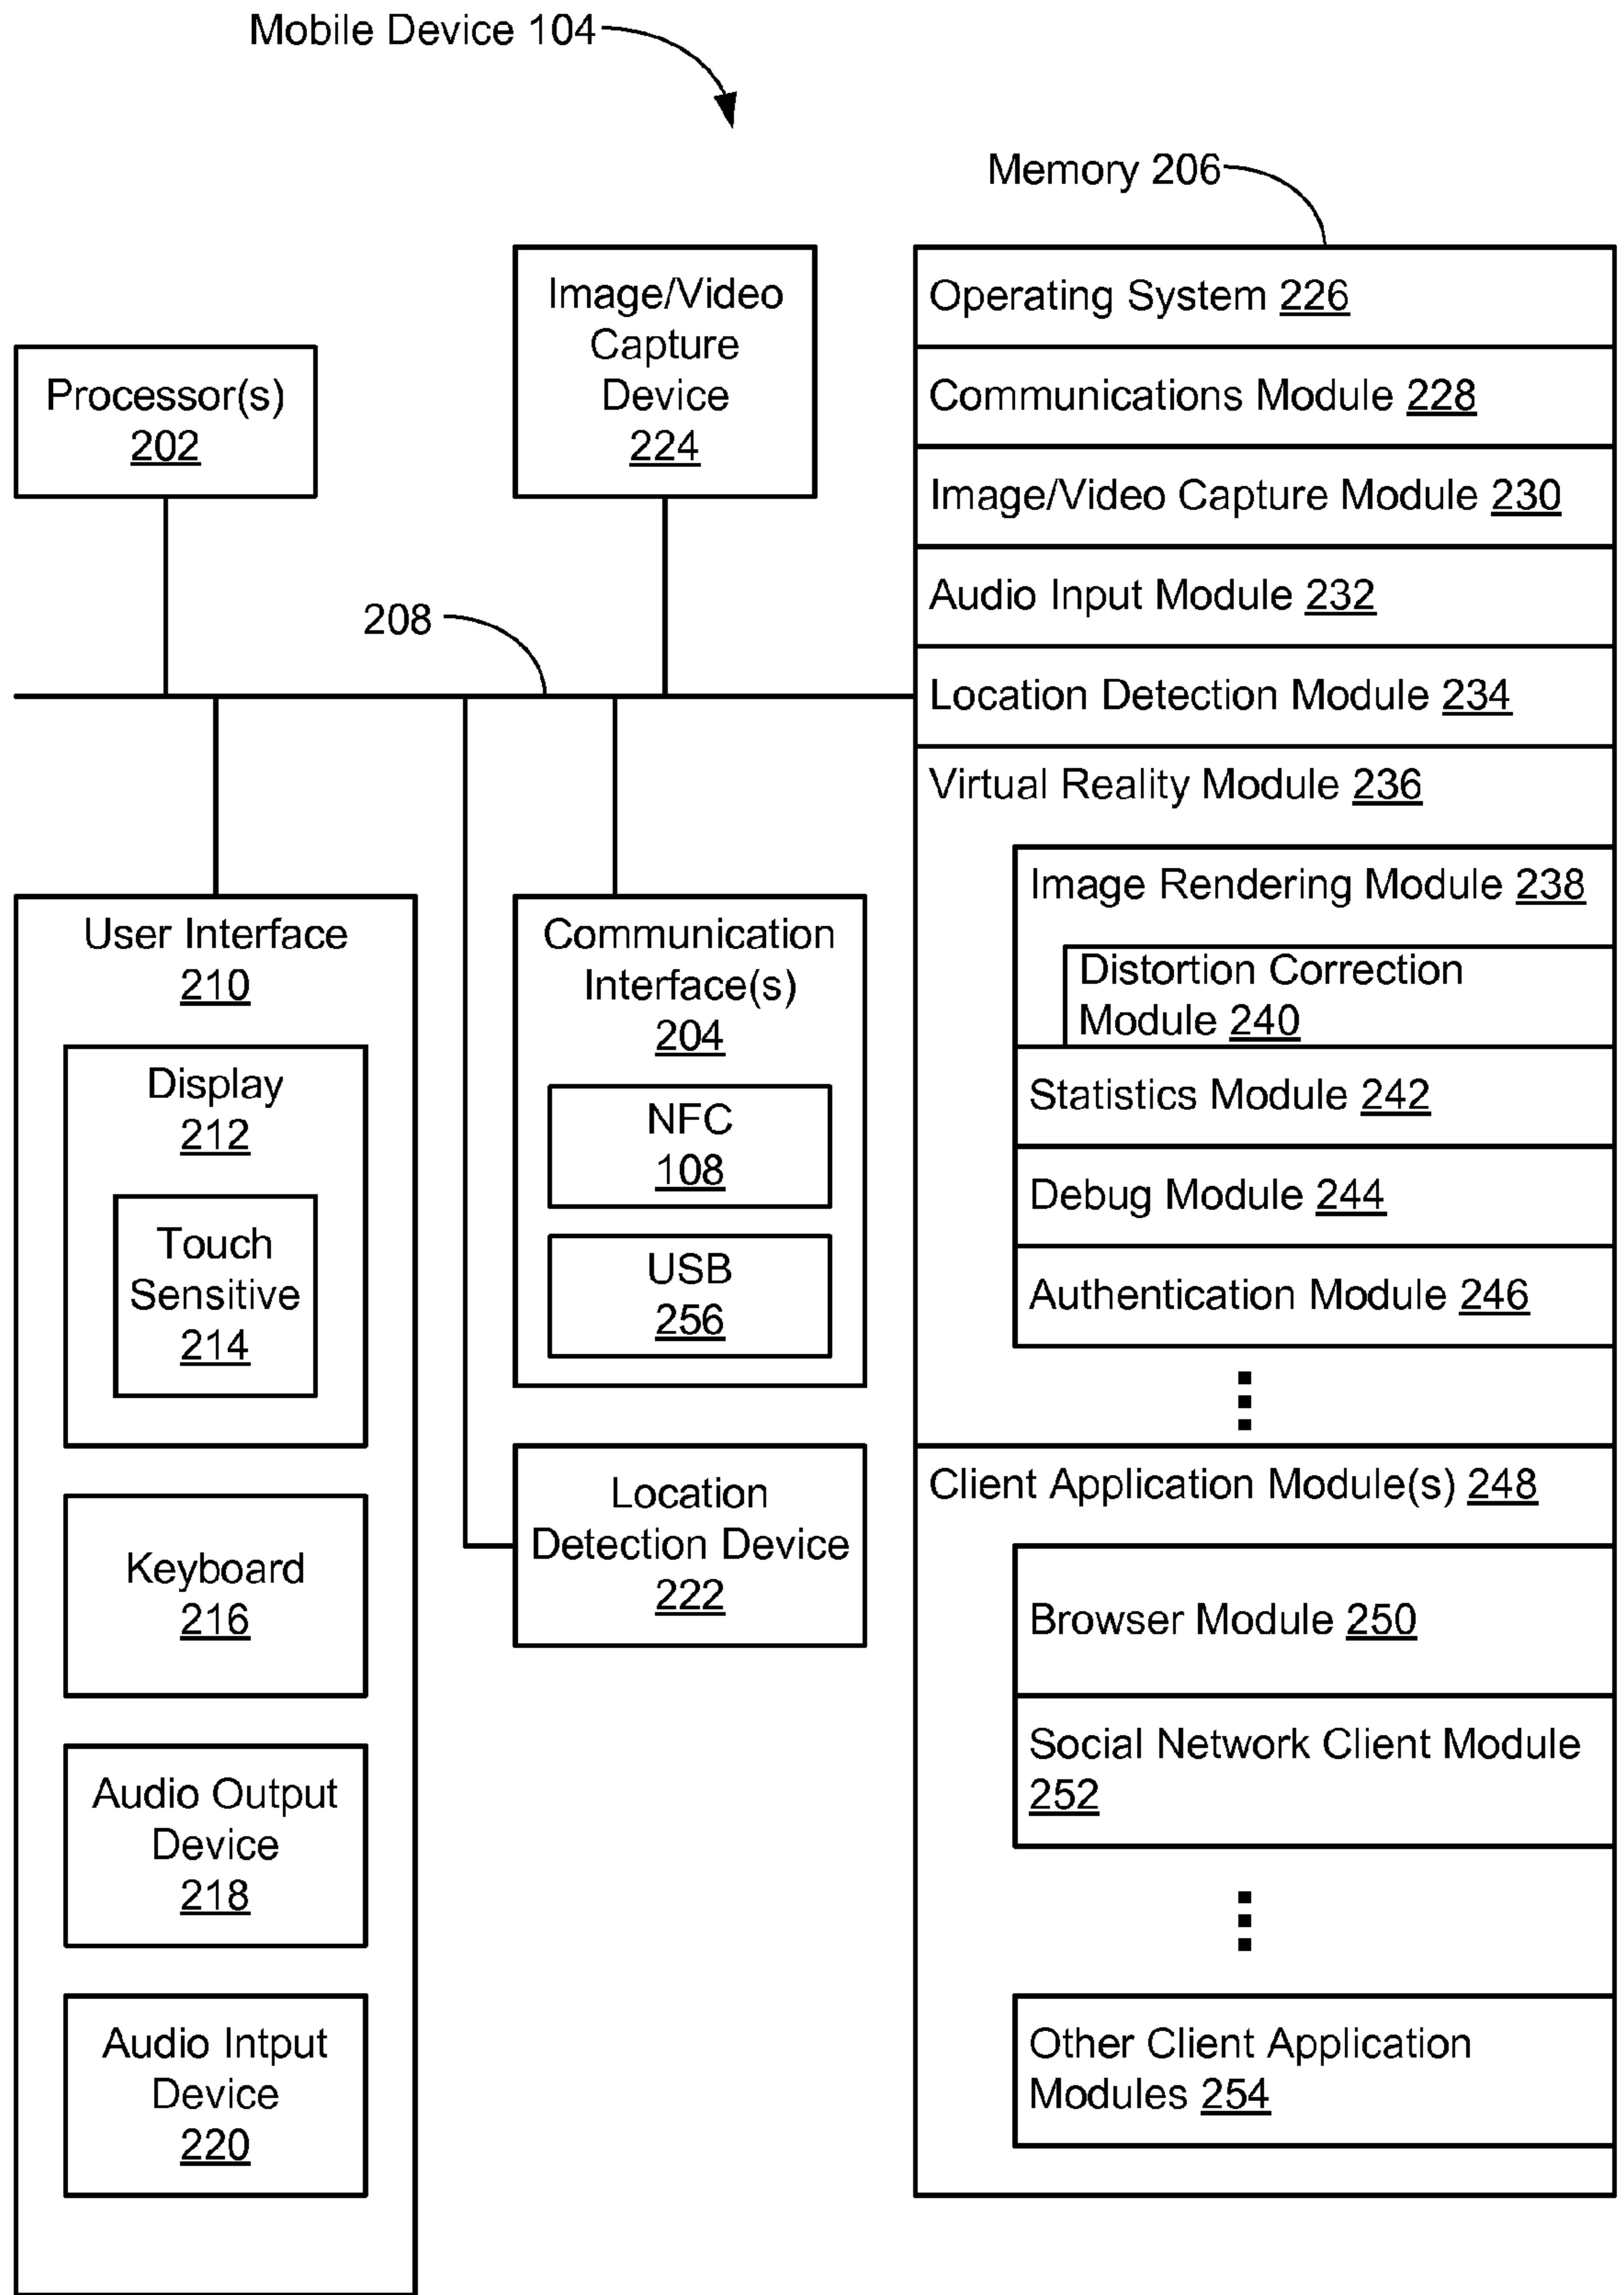 Mobile Device 104
Memory 206
Processor(s)
202
Image/Video
Capture
Device
224
208
User Interface
210
Display
212
Touch
Sensitive
214
Keyboard
216
Audio Output
Device
218
Audio Intput
Device
220
Communication
Interface(s)
204
NFC
108
USB
256
Location
Detection Device
222
Operating System 226
Communications Module 228
Image/Video Capture Module 230
Audio Input Module 232
Location Detection Module 234
Virtual Reality Module 236
Image Rendering Module 238
Distortion Correction
Module 240
Statistics Module 242
Debug Module 244
Authentication Module 246
Client Application Module(s) 248
Browser Module 250
Social Network Client Module
252
Other Client Application
Modules 254